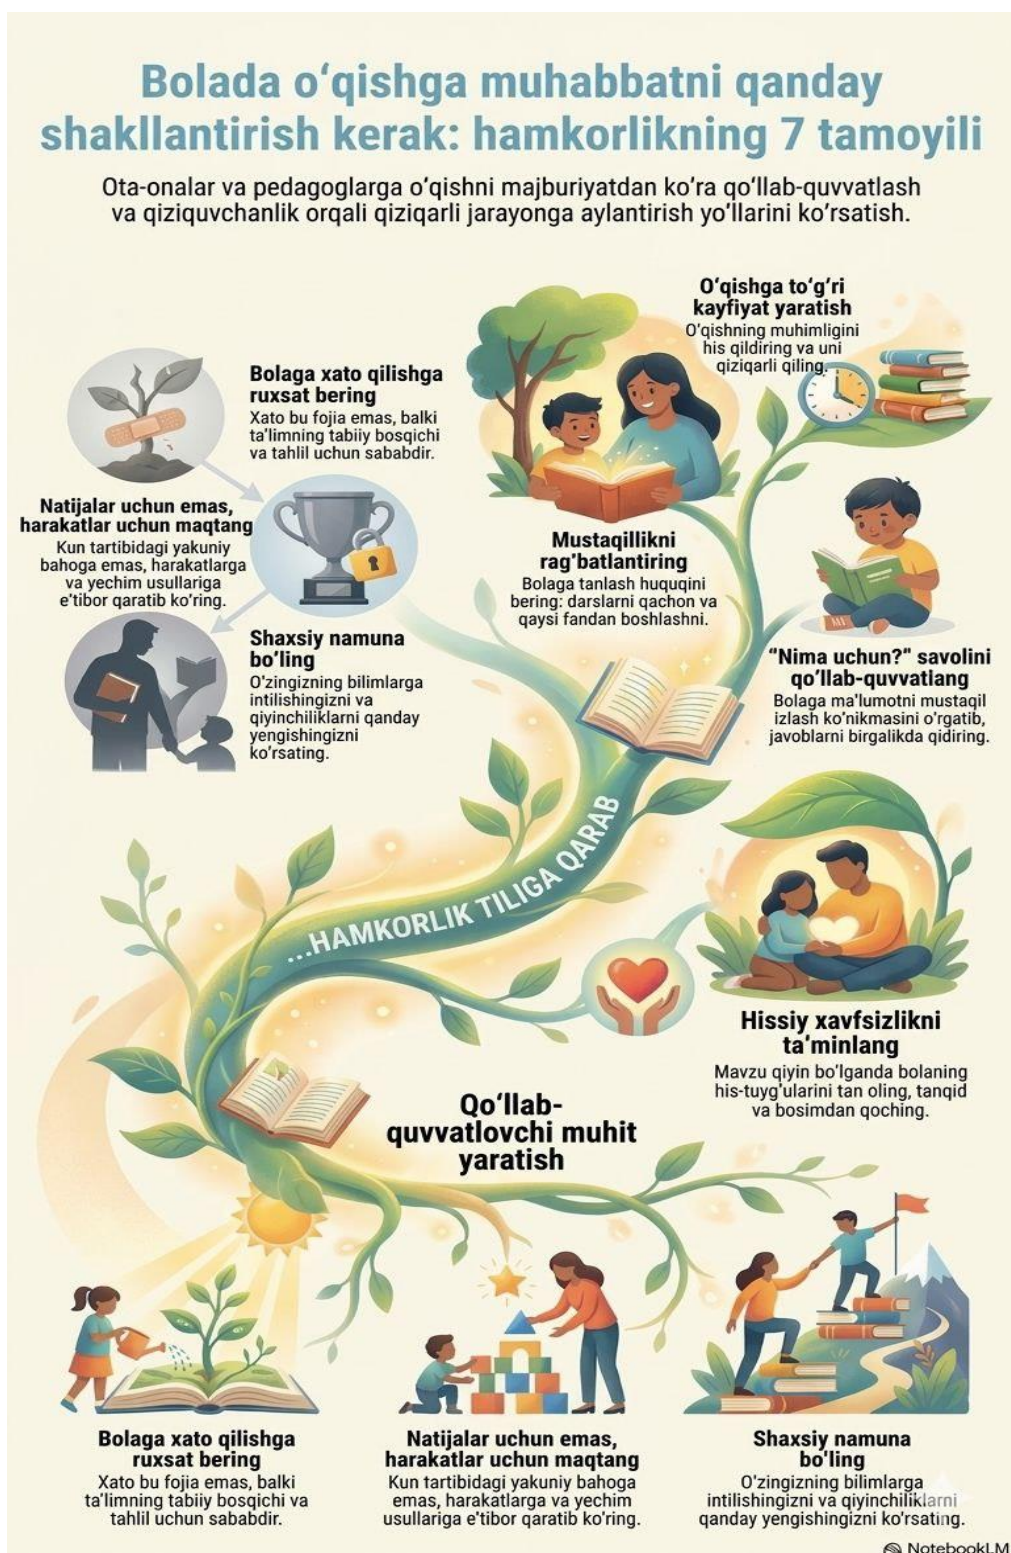 Bolada o‘qishga muhabbatni qanday
shakllantirish kerak: hamkorlikning 7 tamoyili
Ota-onalar va pedagoglarga o'qishni majburiyatdan ko'ra qo'llab-quvvatlash
va qiziquvchanlik orqali qiziqarli jarayonga aylantirish yo'llarini ko'rsatish.
O'qishga to'g'ri
kayfiyat yaratish
O'qishning muhimligini
his qildiring va uni
qiziqarli qiling.
Bolaga xato qilishga
ruxsat bering
Xato bu fojia emas, balki
ta'limning tabiiy bosqichi
va tahlil uchun sababdir.
Natijalar uchun emas,
harakatlar uchun maqtang
Kun tartibidagi yakuniy
bahoga emas, harakatlarga
va yechim usullariga
e'tibor qaratib ko'ring.
Mustaqillikni
rag'batlantiring
Bolaga tanlash huquqini
bering: darslarni qachon va
qaysi fandan boshlashni.
Shaxsiy namuna
bo'ling
O'zingizning bilimlarga
intilishingizni va
qiyinchiliklarni qanday
yengishingizni
ko'rsating.
“Nima uchun?" savolini
qo'llab-quvvatlang
Bolaga ma'lumotni mustaqil
izlash ko'nikmasini o'rgatib,
javoblarni birgalikda qidiring.
...HAMKORLIK TILIGA QARAB
Hissiy xavfsizlikni
ta'minlang
Mavzu qiyin bo'lganda bolaning
his-tuyg'ularini tan oling, tanqid
va bosimdan qoching.
Qo‘llab-
quvvatlovchi muhit
yaratish
Bolaga xato qilishga
ruxsat bering
Xato bu fojia emas, balki
ta'limning tabiiy bosqichi va
tahlil uchun sababdir.
Natijalar uchun emas,
harakatlar uchun maqtang
Kun tartibidagi yakuniy bahoga
emas, harakatlarga va yechim
usullariga e'tibor qaratib ko'ring.
Shaxsiy namuna
bo'ling
O'zingizning bilimlarga
intilishingizni va qiyinchiliklarni
qanday yengishingizni ko'rsating.
NotebookLM